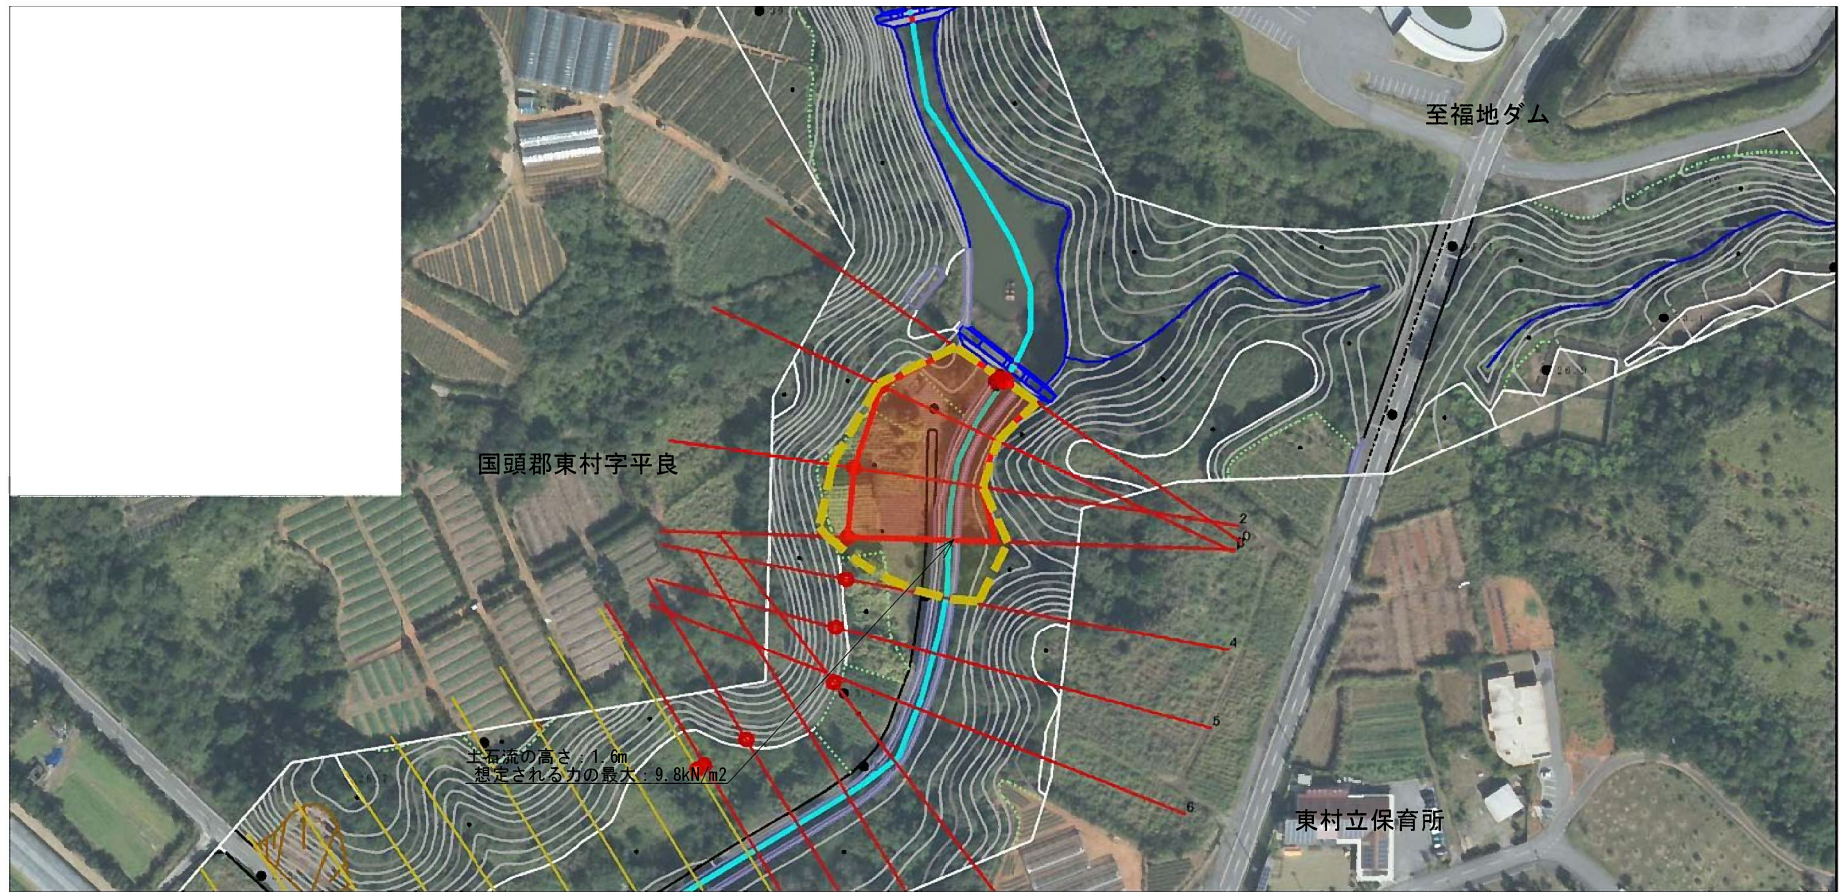 至福地ダム
国頭郡東村字平良
2
4
5
6
土石流の高さ：1.6m
想定される力の最大：9.8kN/m2
東村立保育所